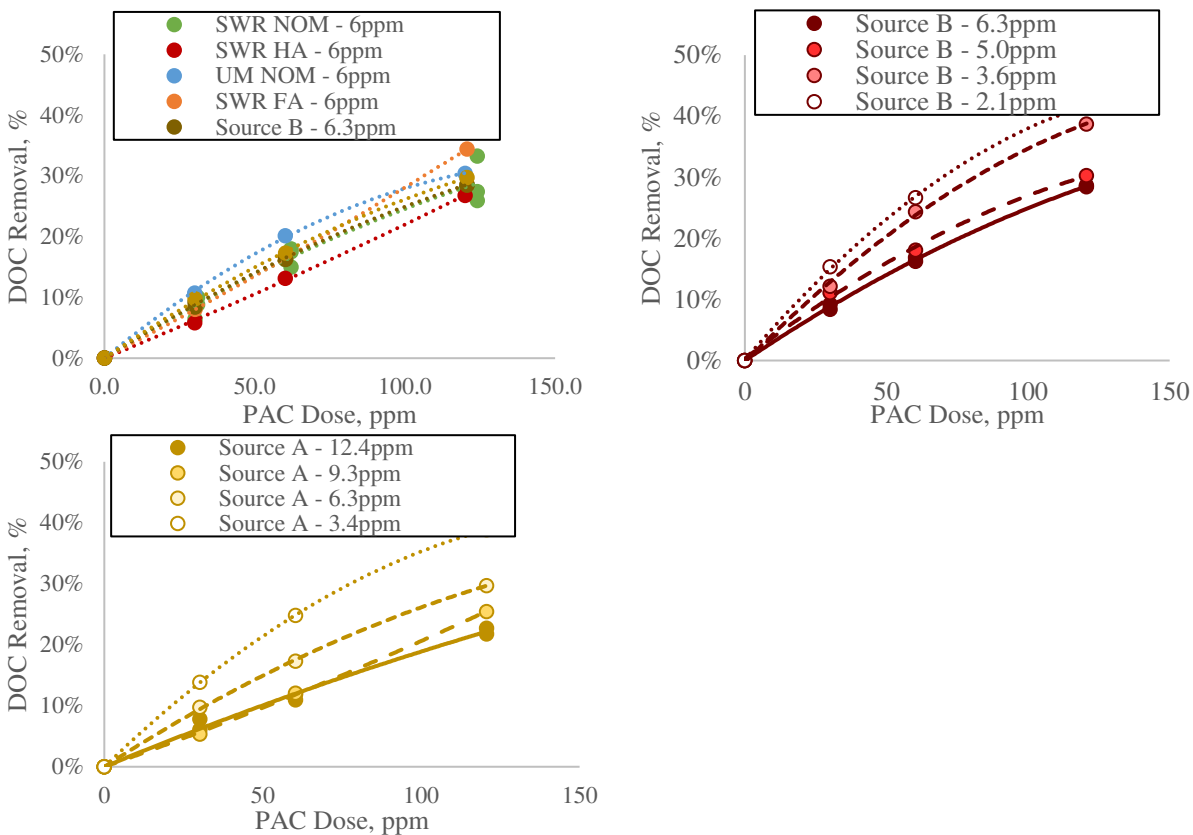 SWR NOM - 6ppm
SWR HA - 6ppm
UM NOM - 6ppm
SWR FA - 6ppm
Source B - 6.3ppm
50%
40%
30%
20%
10%
0%
DOC Removal, %
0.0
50.0
100.0
150.0
PAC Dose, ppm
Source B - 6.3ppm
Source B - 5.0ppm
Source B - 3.6ppm
Source B - 2.1ppm
50%
40%
30%
20%
10%
0%
DOC Removal, %
0
50
100
150
PAC Dose, ppm
Source A - 12.4ppm
Source A - 9.3ppm
Source A - 6.3ppm
Source A - 3.4ppm
50%
40%
30%
20%
10%
0%
DOC Removal, %
0
50
100
150
PAC Dose, ppm